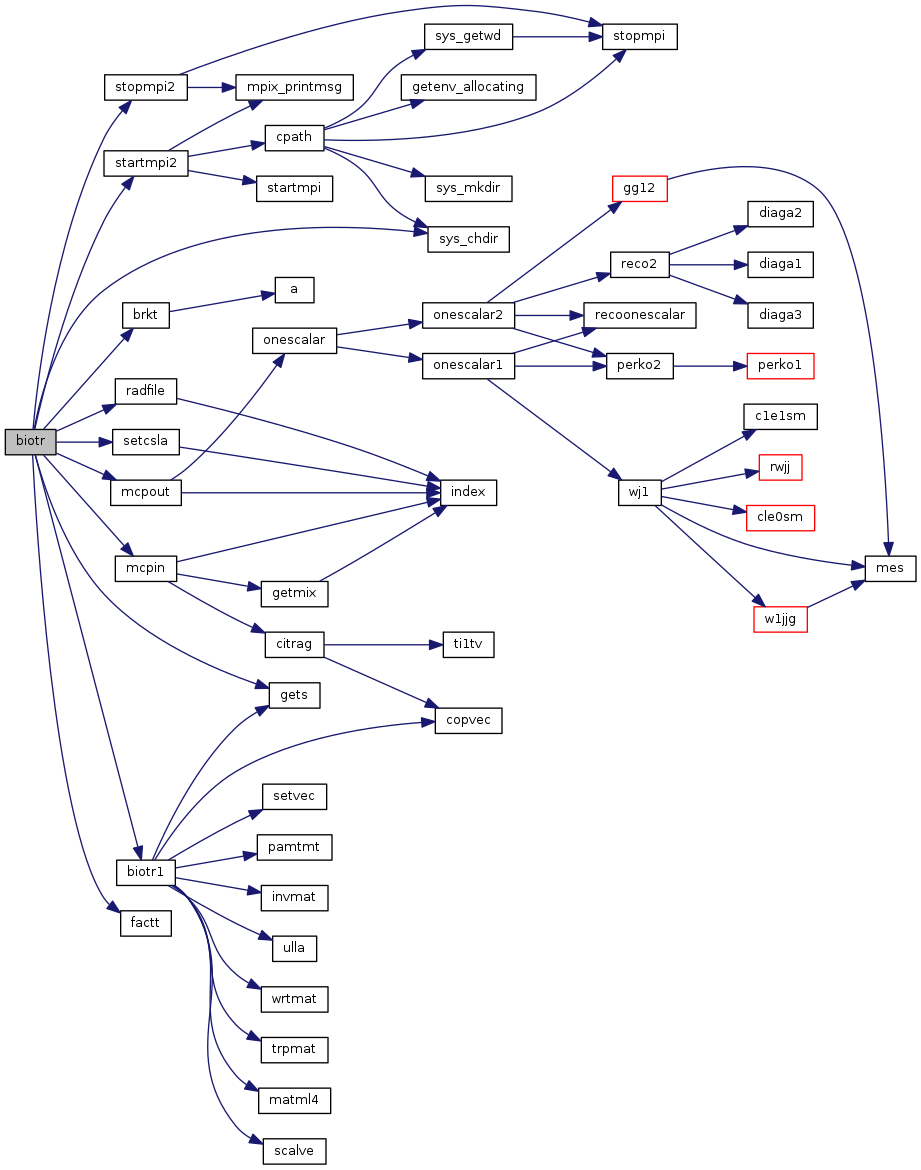 sys_getwd
stopmpi
stopmpi2
mpix_printmsg
getenv_allocating
cpath
startmpi2
startmpi
sys_mkdir
gg12
diaga2
sys_chdir
reco2
diaga1
a
brkt
onescalar2
recoonescalar
diaga3
onescalar
onescalar1
perko2
perko1
radfile
c1e1sm
biotr
setcsla
rwjj
mcpout
index
wj1
cle0sm
mcpin
mes
getmix
w1jjg
citrag
ti1tv
gets
copvec
setvec
pamtmt
biotr1
invmat
factt
ulla
wrtmat
trpmat
matml4
scalve